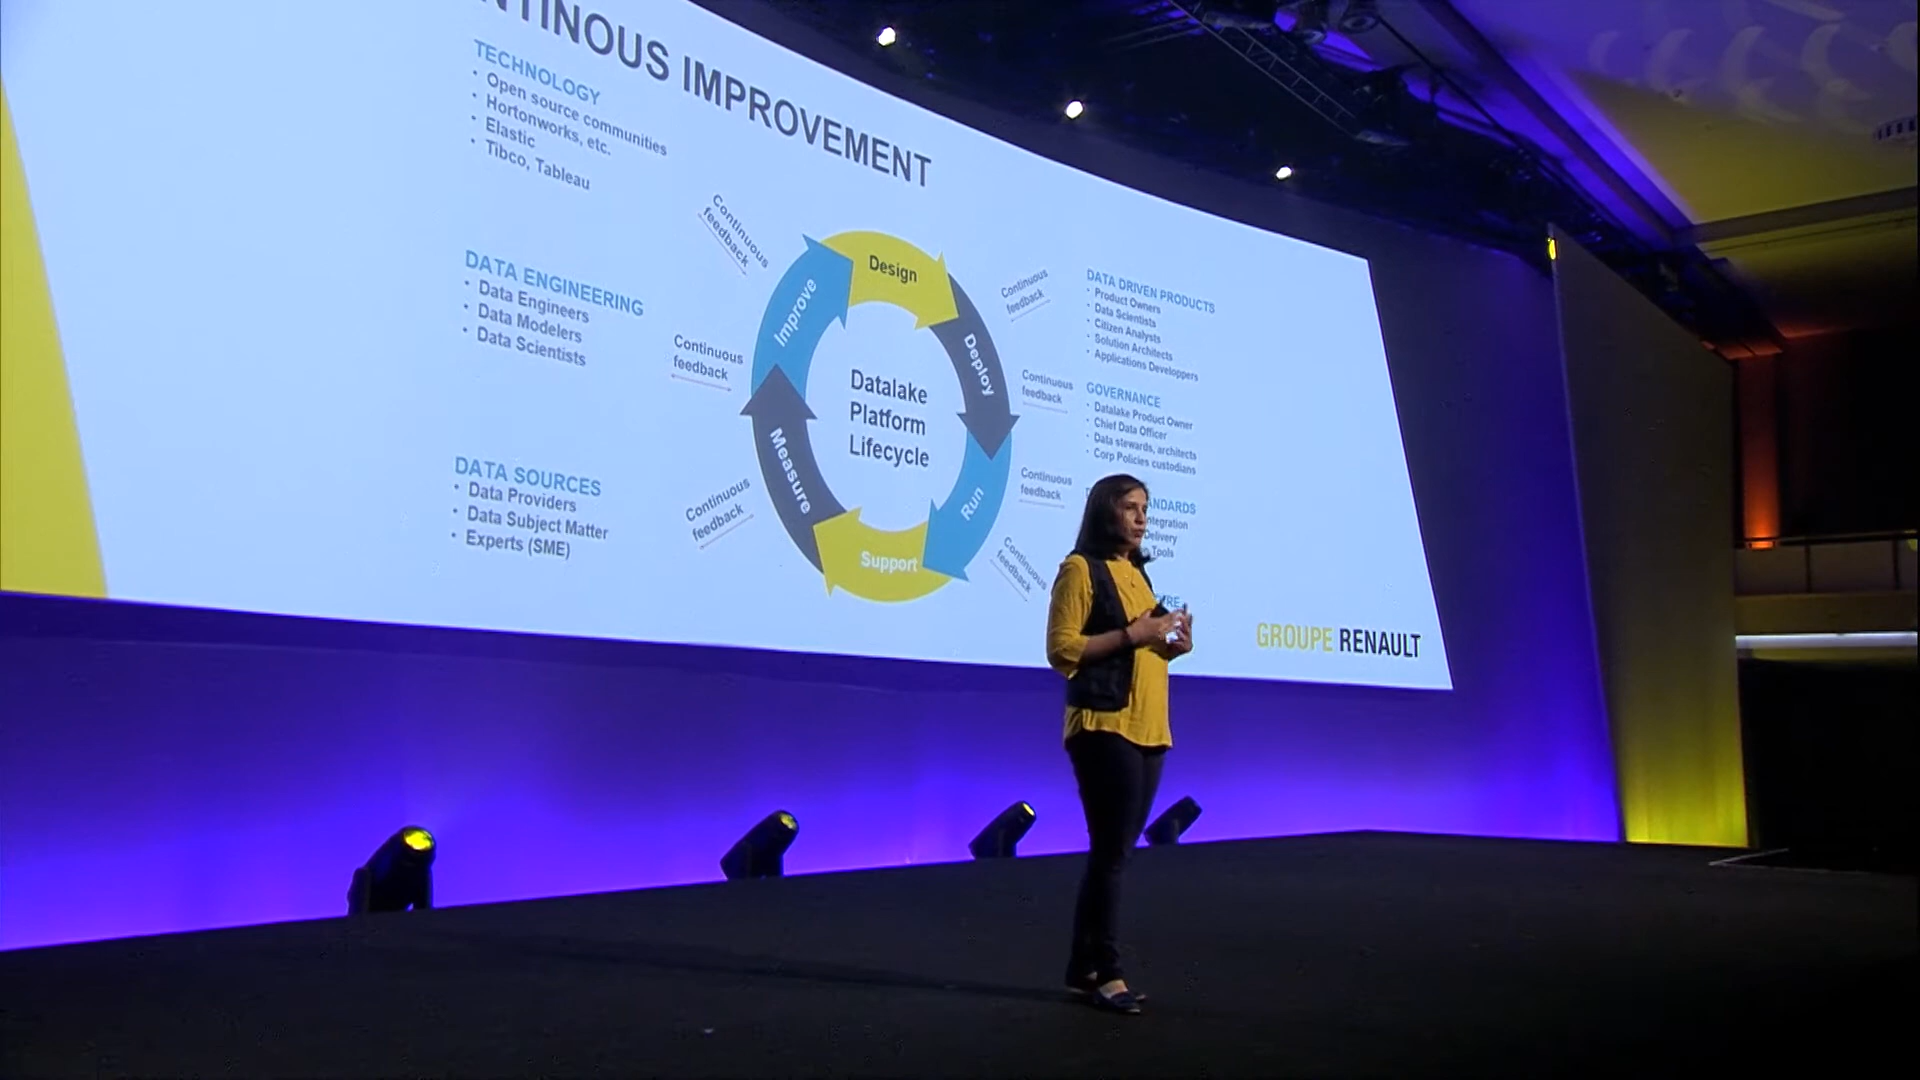 NTINOUS IMPROVEMENT
TECHNOLOGY
• Open source communities
• Hortonworks, etc.
• Elastic
• Tibco, Tableau
DATA ENGINEERING
• Data Engineers
• Data Modelers
• Data Scientists
DATA SOURCES
• Data Providers
• Data Subject Matter
• Experts (SME)
Continuous
feedback
Continuous
feedback
Continuous
feedback
Design
Deploy
Run
Support
Measure
Improve
Datalake
Platform
Lifecycle
Continuous
feedback
Continuous
feedback
Continuous
feedback
Continuous
feedback
DATA DRIVEN PRODUCTS
• Product Owners
• Data Scientists
• Citizen Analysts
• Solution Architects
• Applications Developpers
GOVERNANCE
• Datalake Product Owner
• Chief Data Officer
• Data stewards, architects
• Corp Policies custodians
ANDARDS
ntegration
Delivery
Tools
GROUPE RENAULT